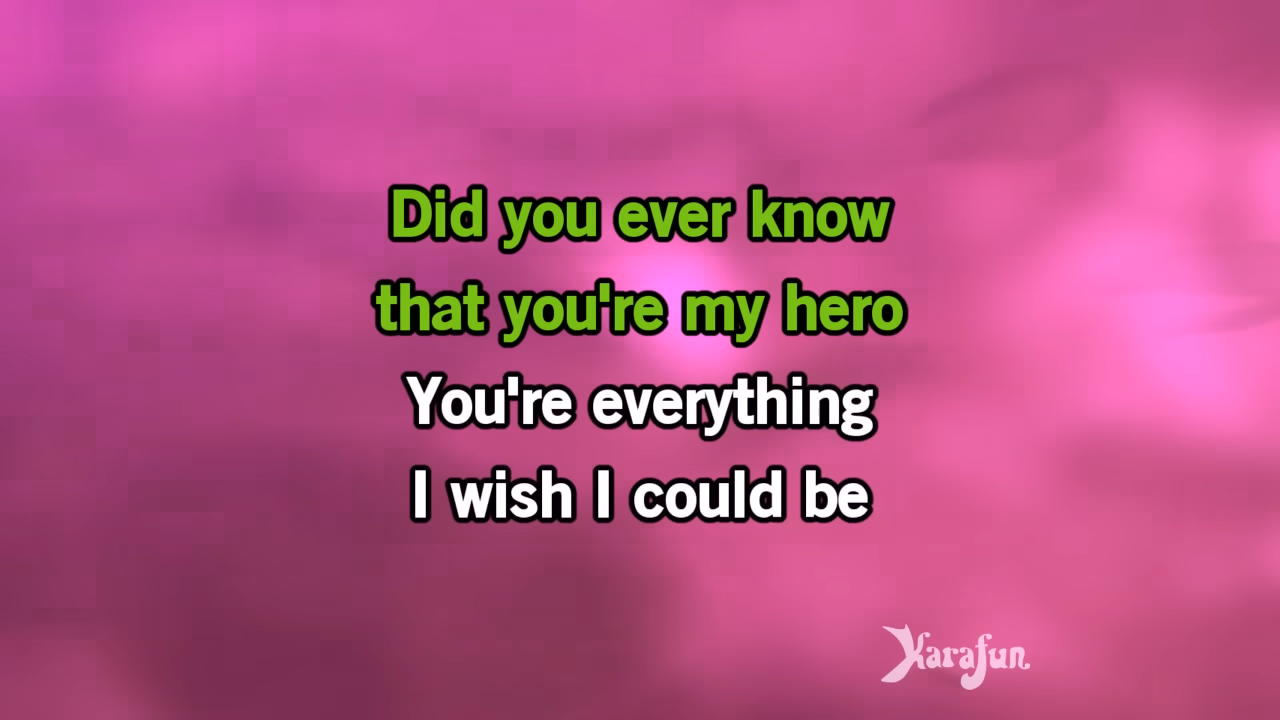 Did you ever know
that you're my hero
You're everything
I wish I could be
Karafun